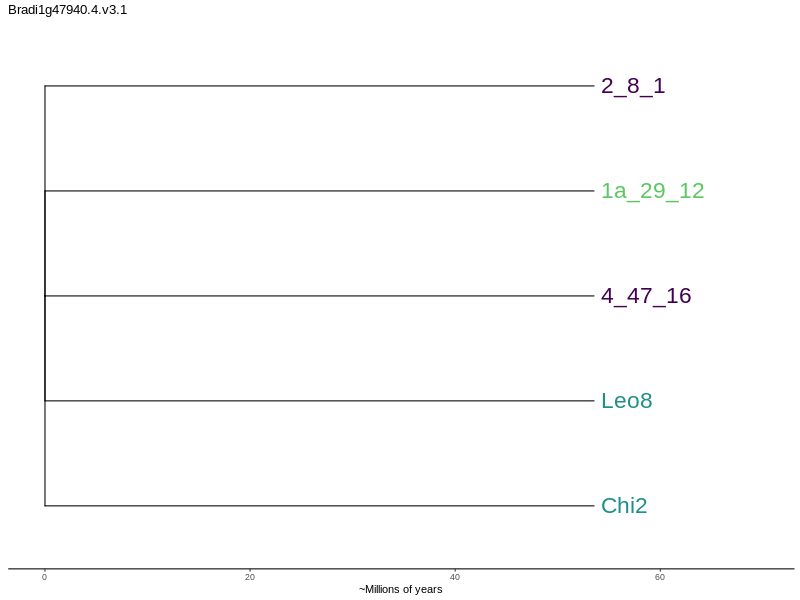 Bradi1g47940.4.v3.1
2_8_1
1a_29_12
4_47_16
Leo8
Chi2
0 20 40 60
~Millions of years